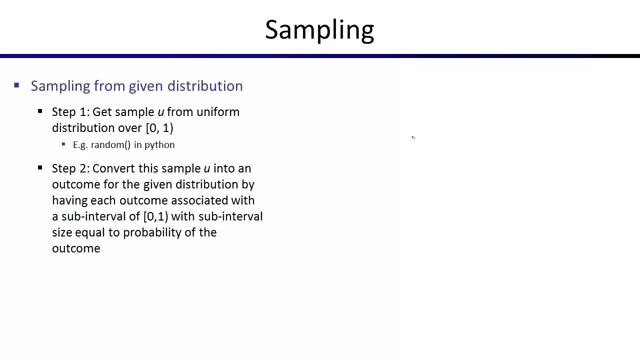 Sampling
Sampling from given distribution
Step 1: Get sample u from uniform
distribution over [0, 1)
E.g. random() in python
Step 2: Convert this sample u into an
outcome for the given distribution by
having each outcome associated with
a sub-interval of [0,1) with sub-interval
size equal to probability of the
outcome